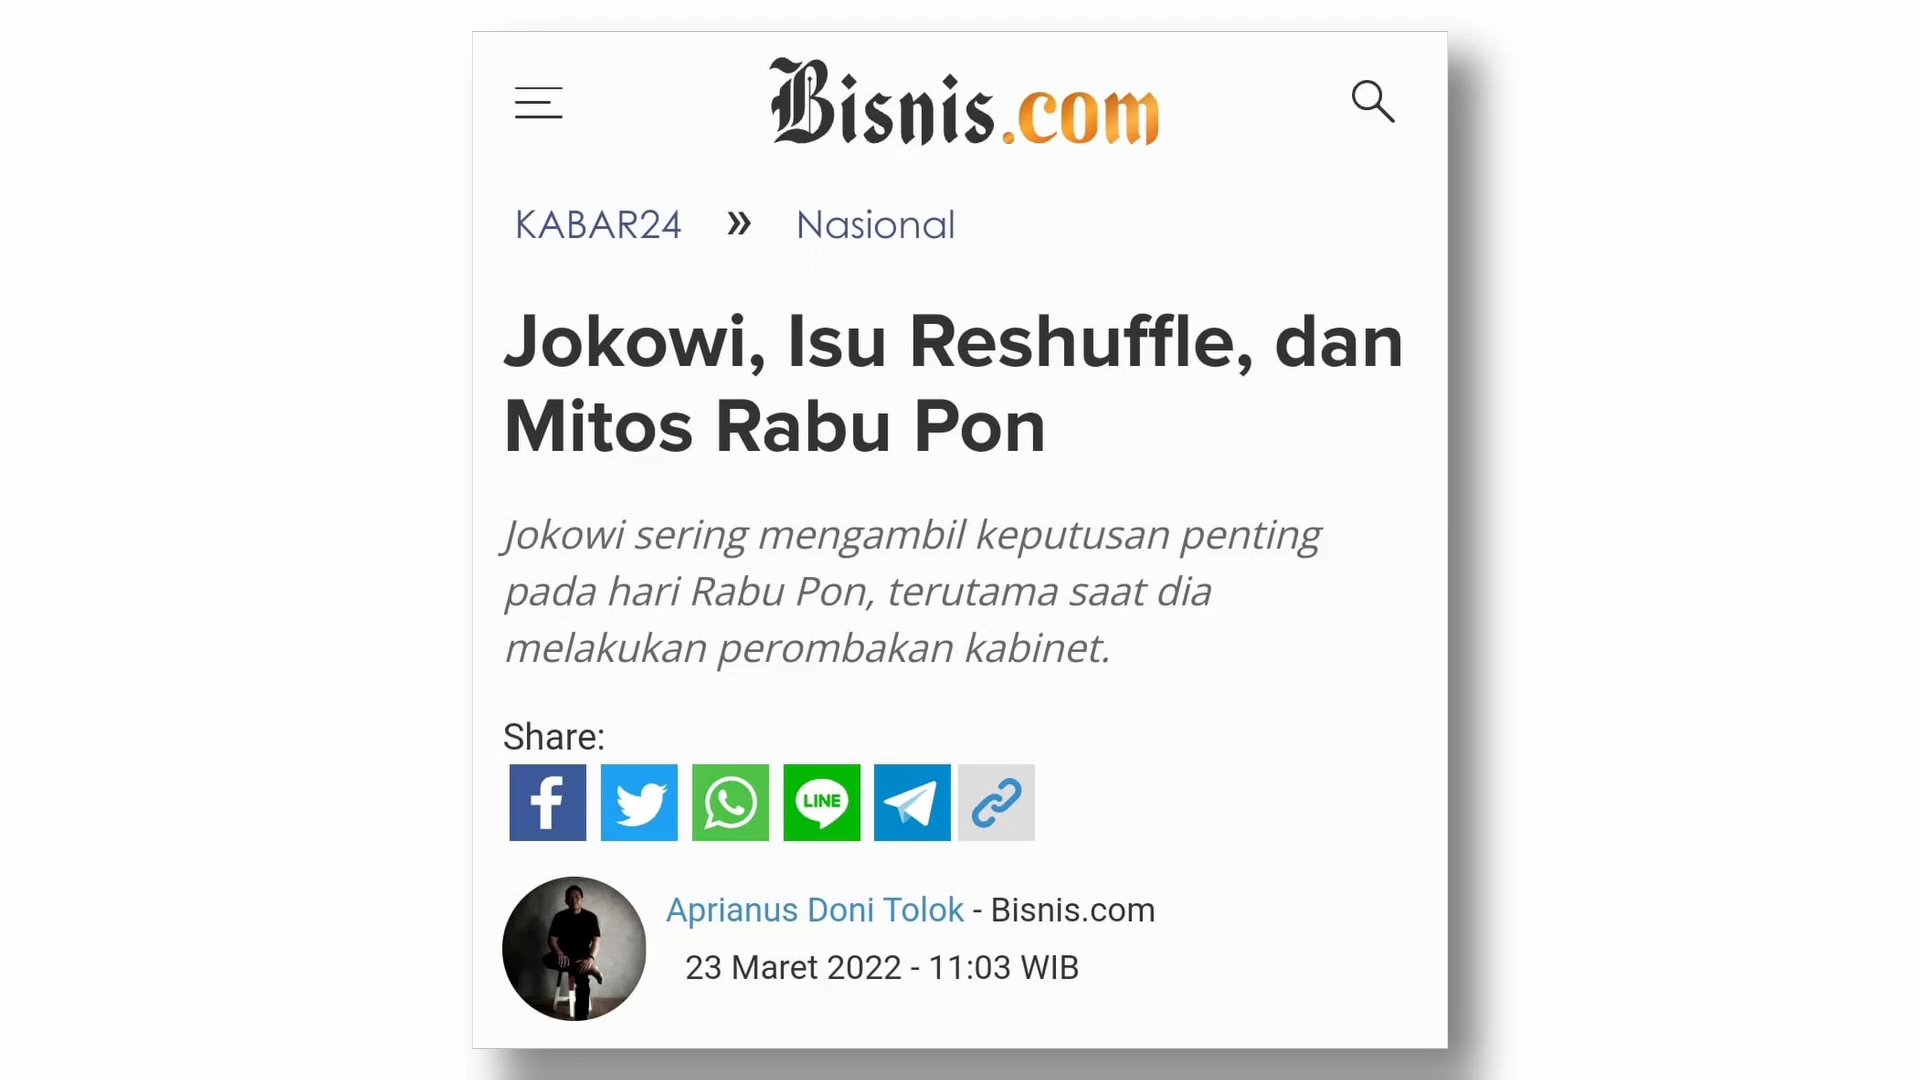 Bisnis.com
KABAR24 » Nasional
Jokowi, Isu Reshuffle, dan
Mitos Rabu Pon
Jokowi sering mengambil keputusan penting
pada hari Rabu Pon, terutama saat dia
melakukan perombakan kabinet.
Share:
LINE
Aprianus Doni Tolok - Bisnis.com
23 Maret 2022 - 11:03 WIB